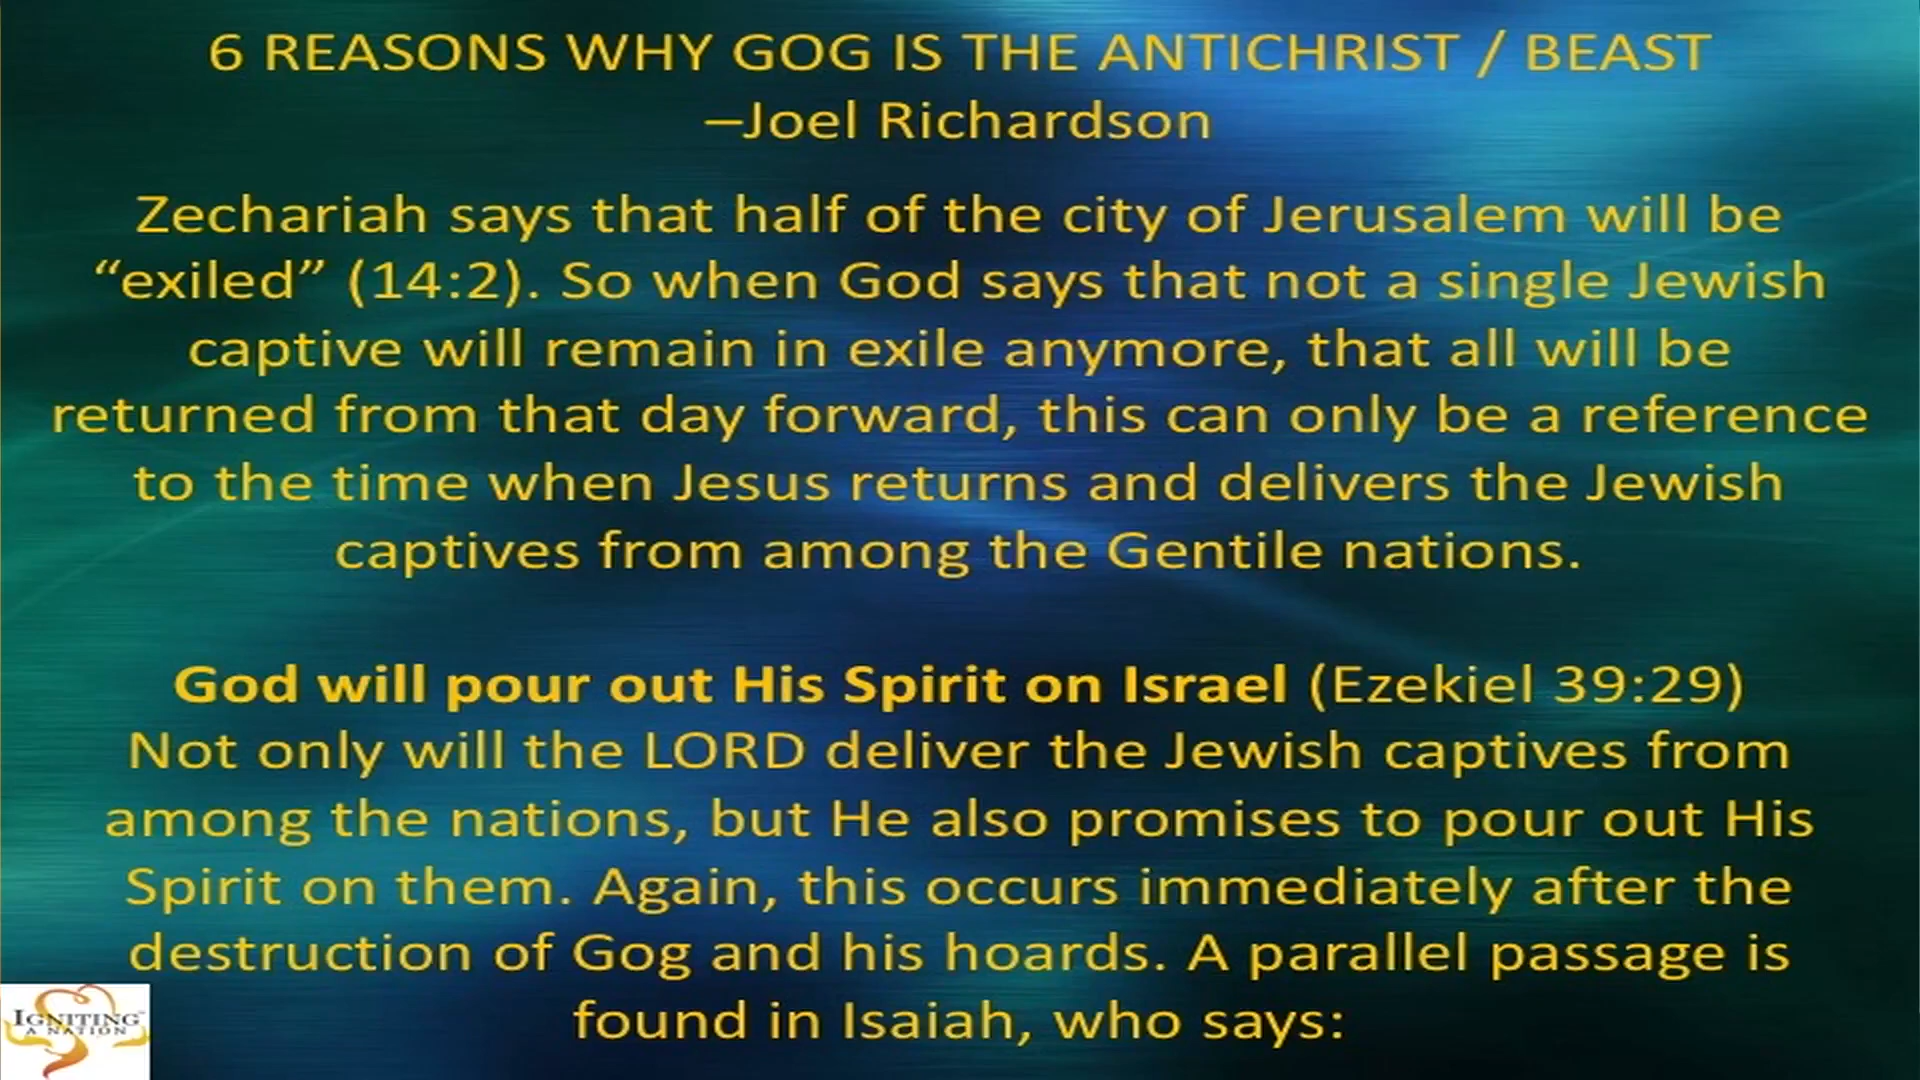 6 REASONS WHY GOG IS THE ANTICHRIST / BEAST
–Joel Richardson
Zechariah says that half of the city of Jerusalem will be
“exiled” (14:2). So when God says that not a single Jewish
captive will remain in exile anymore, that all will be
returned from that day forward, this can only be a reference
to the time when Jesus returns and delivers the Jewish
captives from among the Gentile nations.
God will pour out His Spirit on Israel (Ezekiel 39:29)
Not only will the LORD deliver the Jewish captives from
among the nations, but He also promises to pour out His
Spirit on them. Again, this occurs immediately after the
destruction of Gog and his hoards. A parallel passage is
found in Isaiah, who says:
IGNITING
A NATION